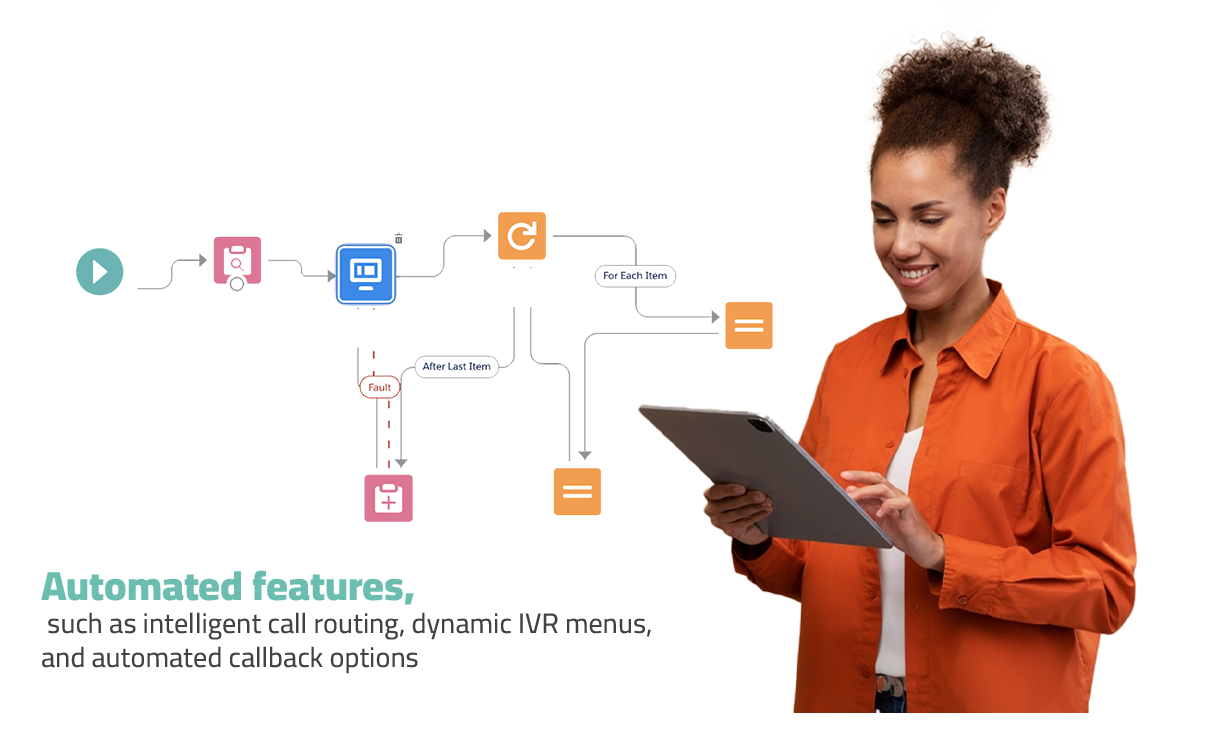 For Each Item
After Last Item
Fault
Automated features,
such as intelligent call routing, dynamic IVR menus,
and automated callback options